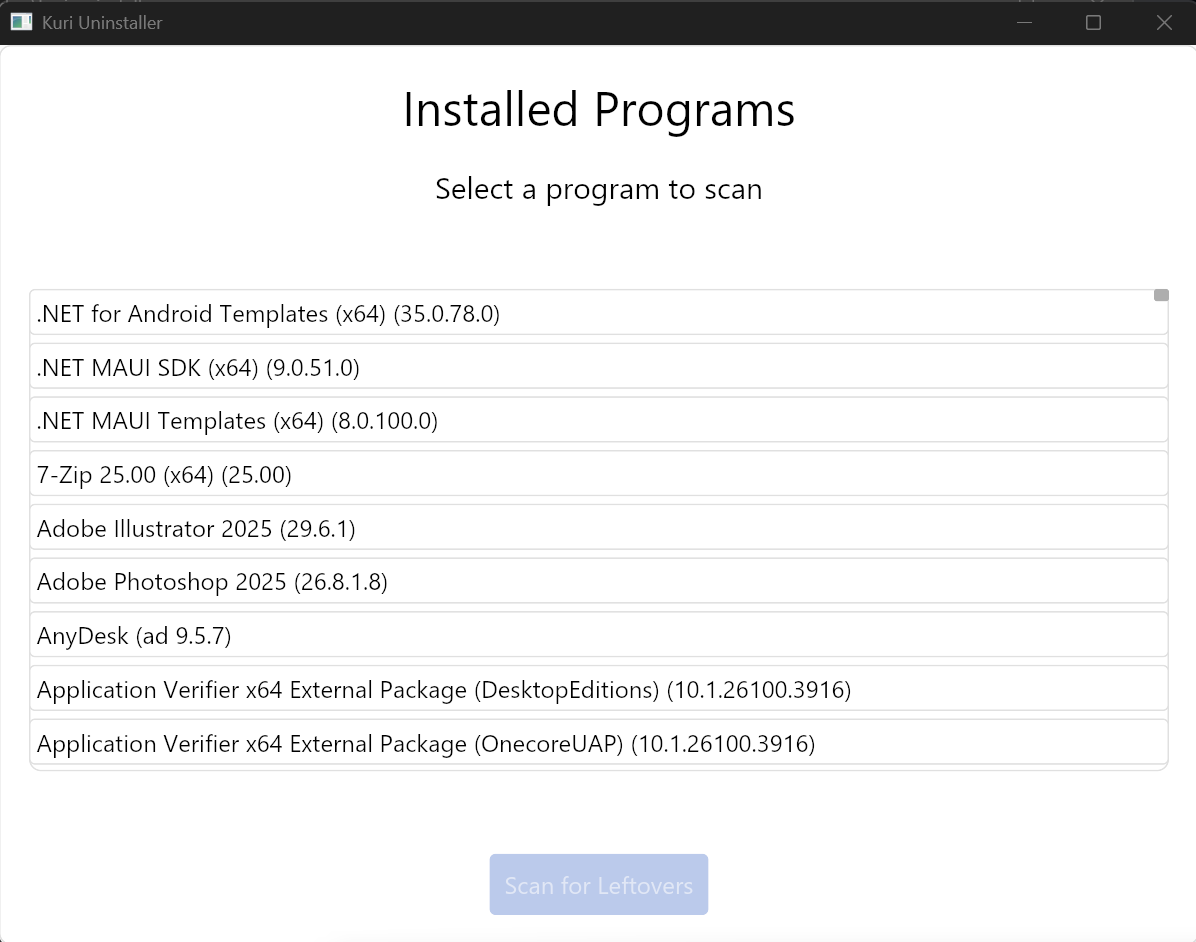 Kuri Uninstaller
Installed Programs
Select a program to scan
.NET for Android Templates (x64) (35.0.78.0)
.NET MAUI SDK (x64) (9.0.51.0)
.NET MAUI Templates (x64) (8.0.100.0)
7-Zip 25.00 (x64) (25.00)
Adobe Illustrator 2025 (29.6.1)
Adobe Photoshop 2025 (26.8.1.8)
AnyDesk (ad 9.5.7)
Application Verifier x64 External Package (DesktopEditions) (10.1.26100.3916)
Application Verifier x64 External Package (OnecoreUAP) (10.1.26100.3916)
Scan for Leftovers